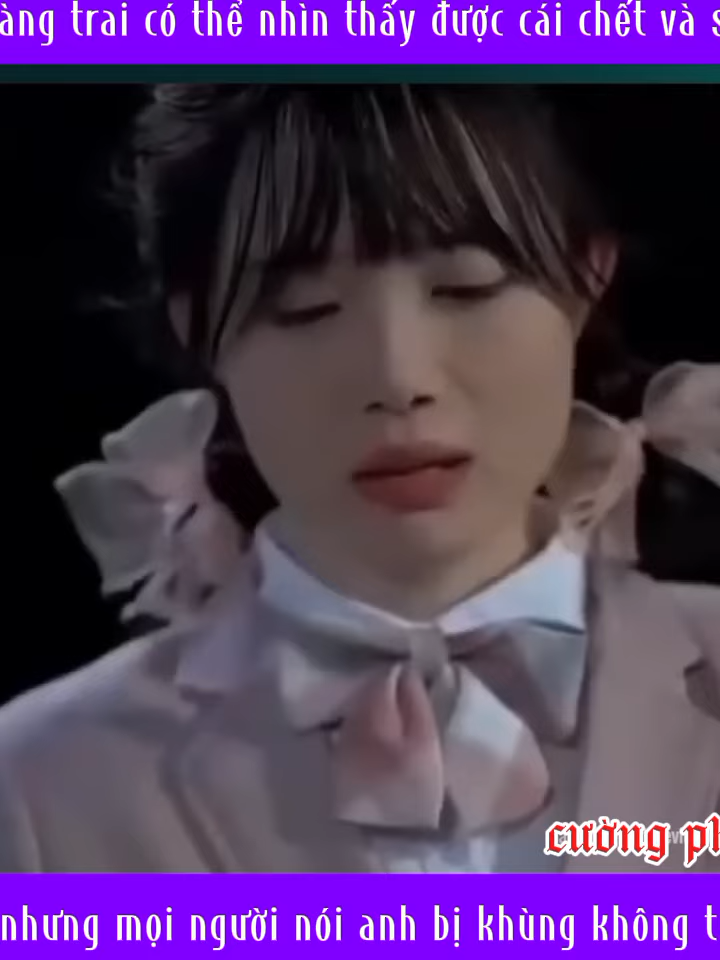 àng trai có thể nhìn thấy được cái chết và s
cường ph
nhưng mọi người nói anh bị khùng không t